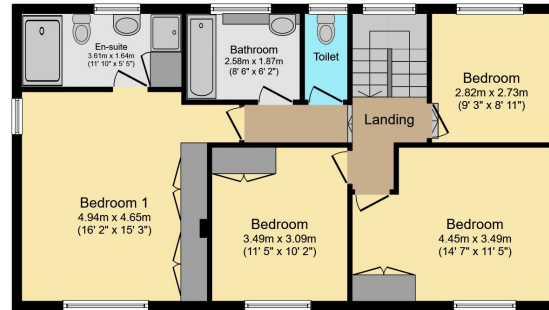 En-suite
3.61m x 1.64m
(11' 10" x 5' 5")
Bathroom
2.58m x 1.87m
(8' 6" x 6' 2")
Toilet
Bedroom
2.82m x 2.73m
(9' 3" x 8' 11")
Landing
Bedroom 1
4.94m x 4.65m
(16' 2" x 15' 3")
Bedroom
3.49m x 3.09m
(11' 5" x 10' 2")
Bedroom
4.45m x 3.49m
(14' 7" x 11' 5")